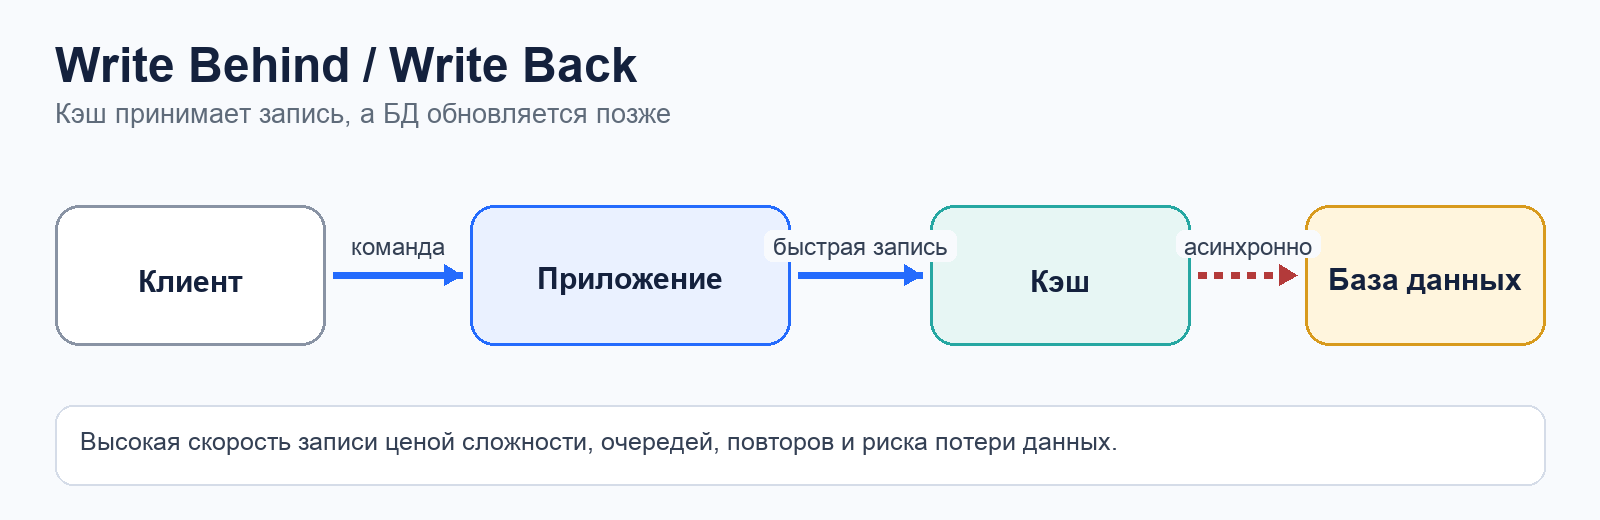 Write Behind / Write Back
Кэш принимает запись, а БД обновляется позже
команда
быстрая запись
асинхронно
Клиент
Приложение
Кэш
База данных
Высокая скорость записи ценой сложности, очередей, повторов и риска потери данных.